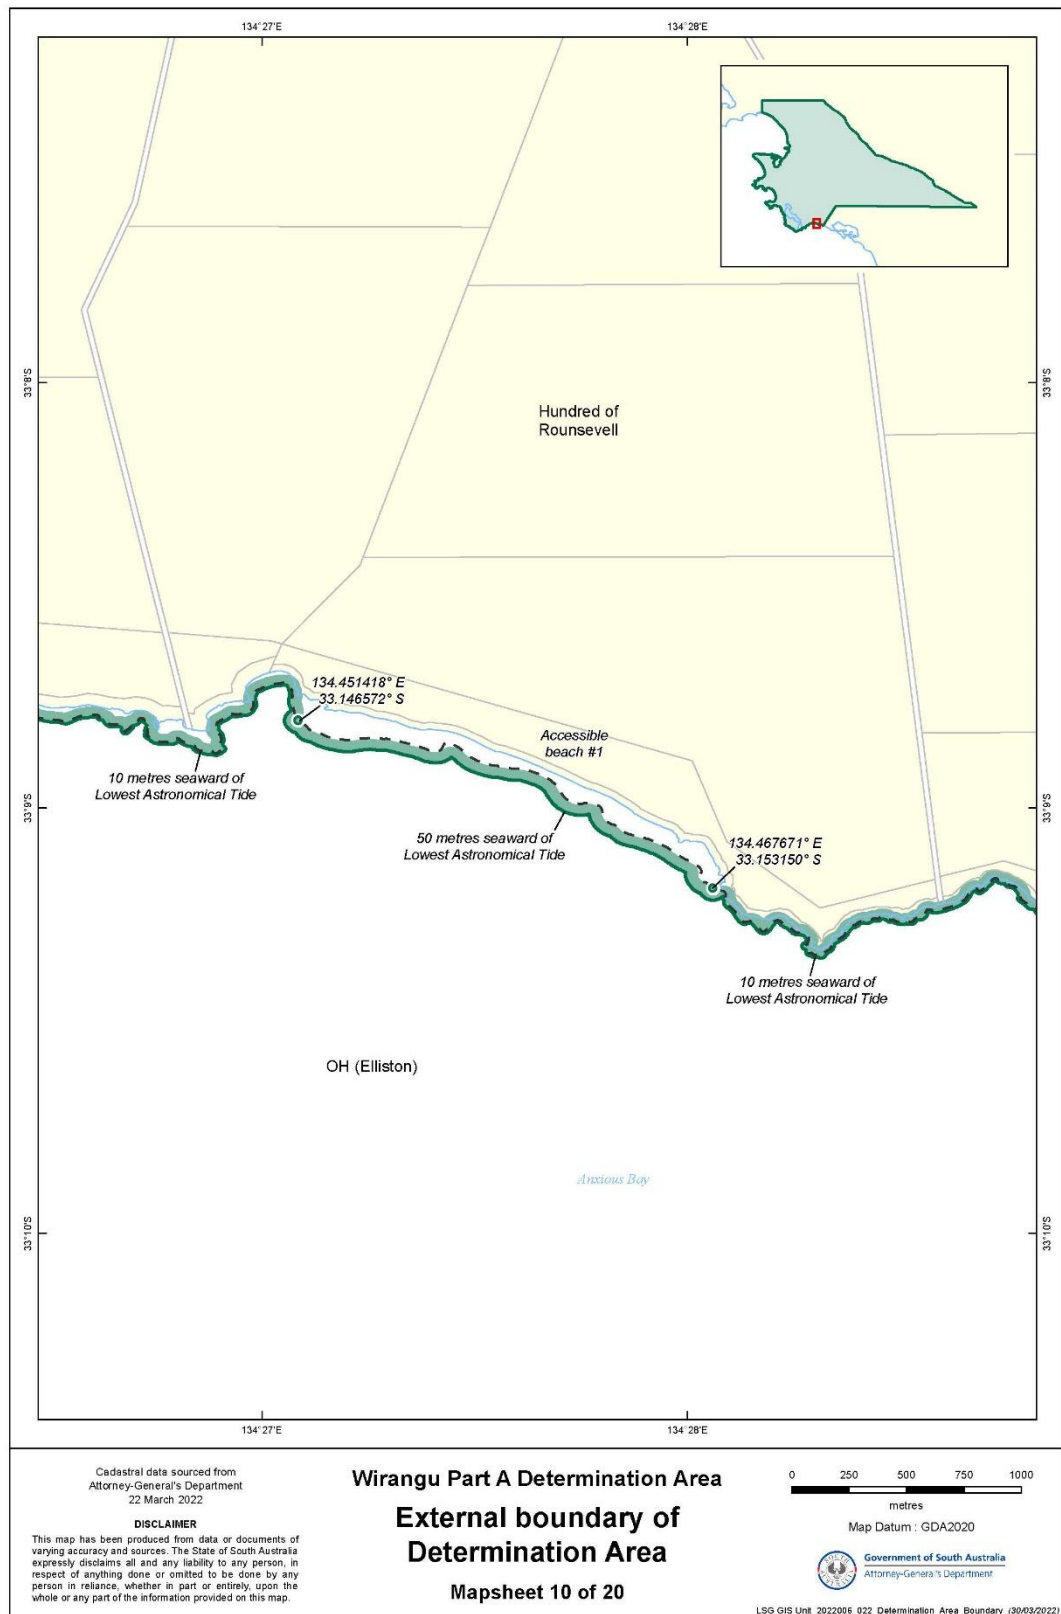 134°27'E
134°28'E
33°8'S
33°8'S
Hundred of
Rounsevell
134.451418° E
33.146572° S
Accessible
beach #1
10 metres seaward of
Lowest Astronomical Tide
33°9'S
33°9'S
50 metres seaward of
Lowest Astronomical Tide
134.467671° E
33.153150° S
10 metres seaward of
Lowest Astronomical Tide
OH (Elliston)
Anxious Bay
33°10'S
33°10'S
134°27'E
134°28'E
Cadastral data sourced from
Attorney-General's Department
22 March 2022
DISCLAIMER
This map has been produced from data or documents of
varying accuracy and sources. The State of South Australia
expressly disclaims all and any liability to any person, in
respect of anything done or omitted to be done by any
person in reliance, whether in part or entirely, upon the
whole or any part of the information provided on this map.
Wirangu Part A Determination Area
External boundary of
Determination Area
Mapsheet 10 of 20
0 250 500 750 1000
metres
Map Datum : GDA2020
SOUTH
AUSTRALIA
Government of South Australia
Attorney-General's Department
LSG GIS Unit 2022006_022_Determination_Area_Boundary (30/03/2022)